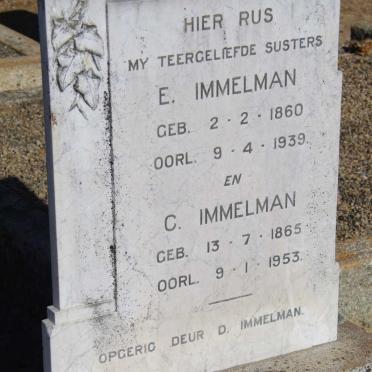 HIER RUS
MY TEERGELIEFDE SUSTERS
E. IMMELMAN
GEB. 2 - 2 - 1860
OORL. 9 - 4 - 1939.
EN
C. IMMELMAN
GEB. 13 - 7 - 1865
OORL. 9 - 1 - 1953.
OPGERIG DEUR D. IMMELMAN.